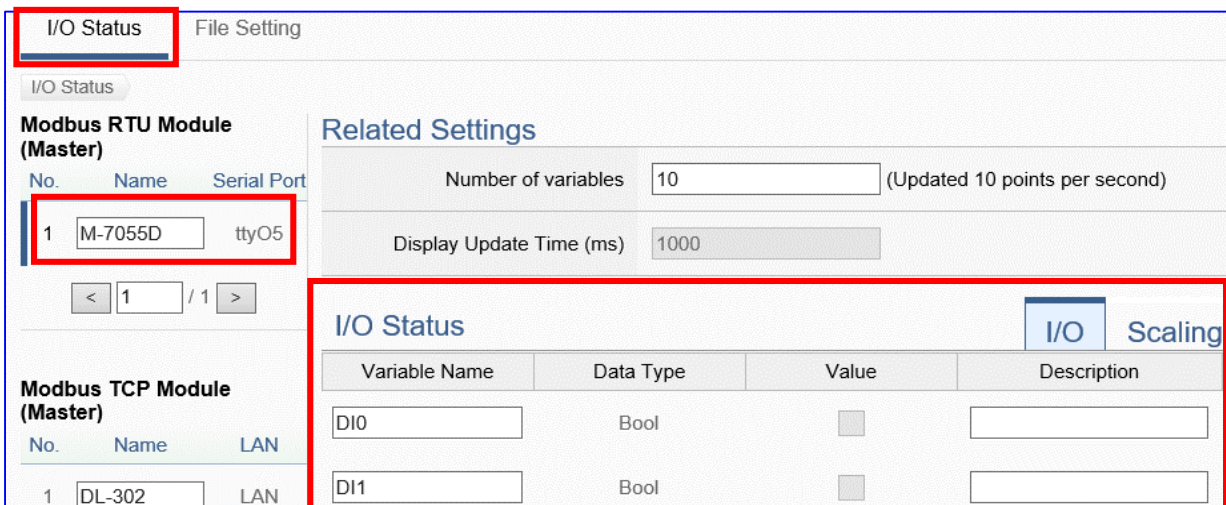 I/O Status File Setting
I/O Status
Modbus RTU Module
(Master)
No. Name Serial Port
1 M-7055D ttyO5
< 1 / 1 >
Modbus TCP Module
(Master)
No. Name LAN
1 DL-302 LAN
Related Settings
Number of variables 10 (Updated 10 points per second)
Display Update Time (ms) 1000
I/O Status I/O Scaling
Variable Name Data Type Value Description
DI0 Bool
DI1 Bool